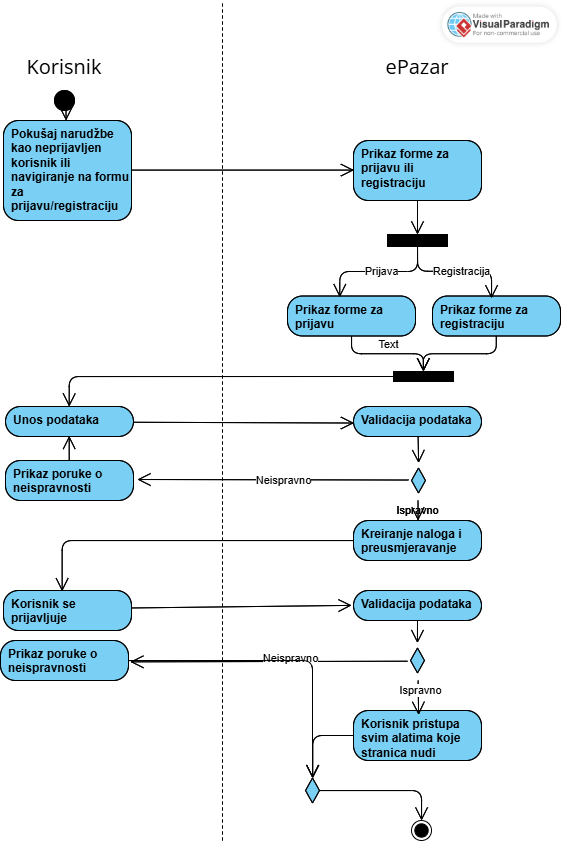 Made with
VisualParadigm
For non-commercial use
Korisnik
ePazar
Pokušaj narudžbe
kao neprijavljen
korisnik ili
navigiranje na formu
za
prijavu/registraciju
Prikaz forme za
prijavu ili
registraciju
Prijava
Registracija
Prikaz forme za
prijavu
Prikaz forme za
registraciju
Text
Unos podataka
Validacija podataka
Prikaz poruke o
neispravnosti
Neispravno
Ispravno
Kreiranje naloga i
preusmjeravanje
Korisnik se
prijavljuje
Validacija podataka
Prikaz poruke o
neispravnosti
Neispravno
Ispravno
Korisnik pristupa
svim alatima koje
stranica nudi